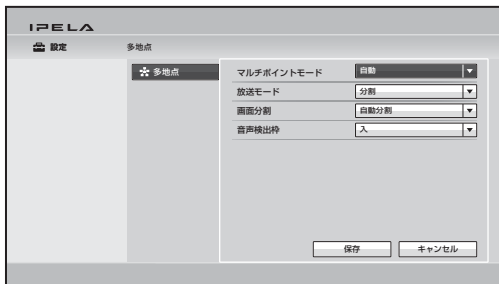 IPELA
設定 多地点
多地点
マルチポイントモード 自動
放送モード 分割
画面分割 自動分割
音声検出枠 入
保存 キャンセル